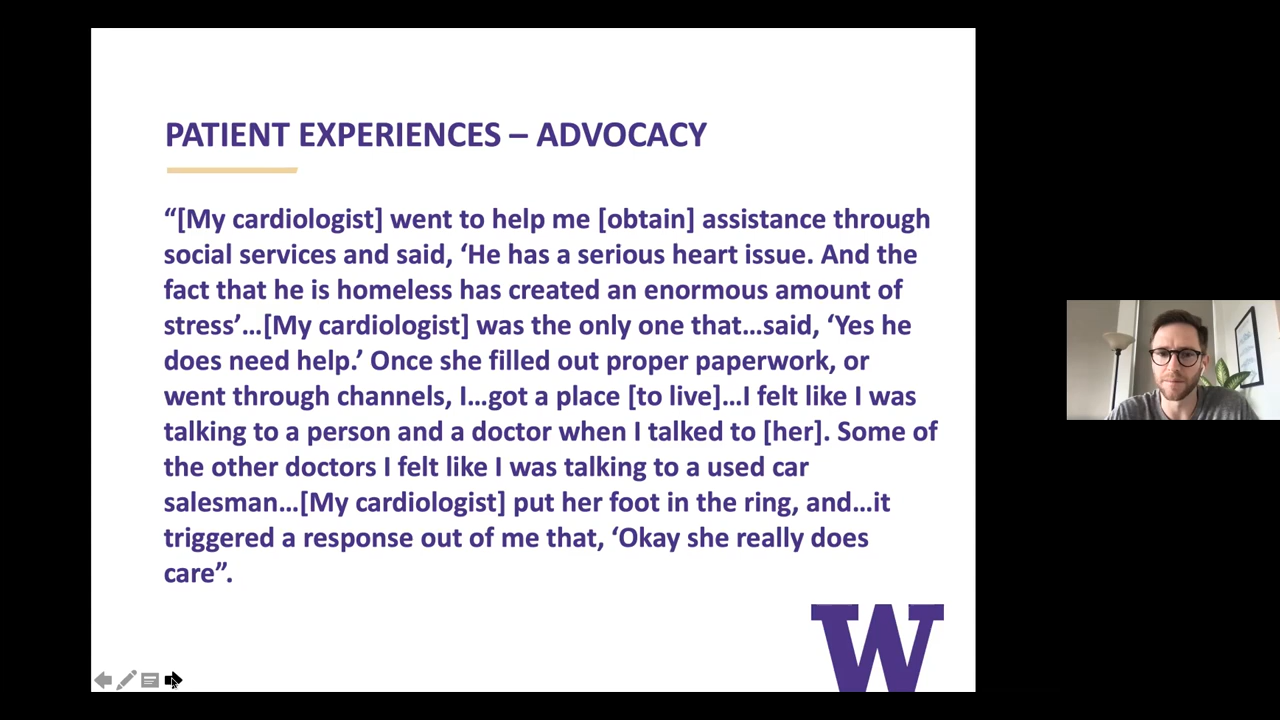 PATIENT EXPERIENCES – ADVOCACY
“[My cardiologist] went to help me [obtain] assistance through
social services and said, ‘He has a serious heart issue. And the
fact that he is homeless has created an enormous amount of
stress’…[My cardiologist] was the only one that…said, ‘Yes he
does need help.’ Once she filled out proper paperwork, or
went through channels, I…got a place [to live]…I felt like I was
talking to a person and a doctor when I talked to [her]. Some of
the other doctors I felt like I was talking to a used car
salesman…[My cardiologist] put her foot in the ring, and…it
triggered a response out of me that, ‘Okay she really does
care”.
W